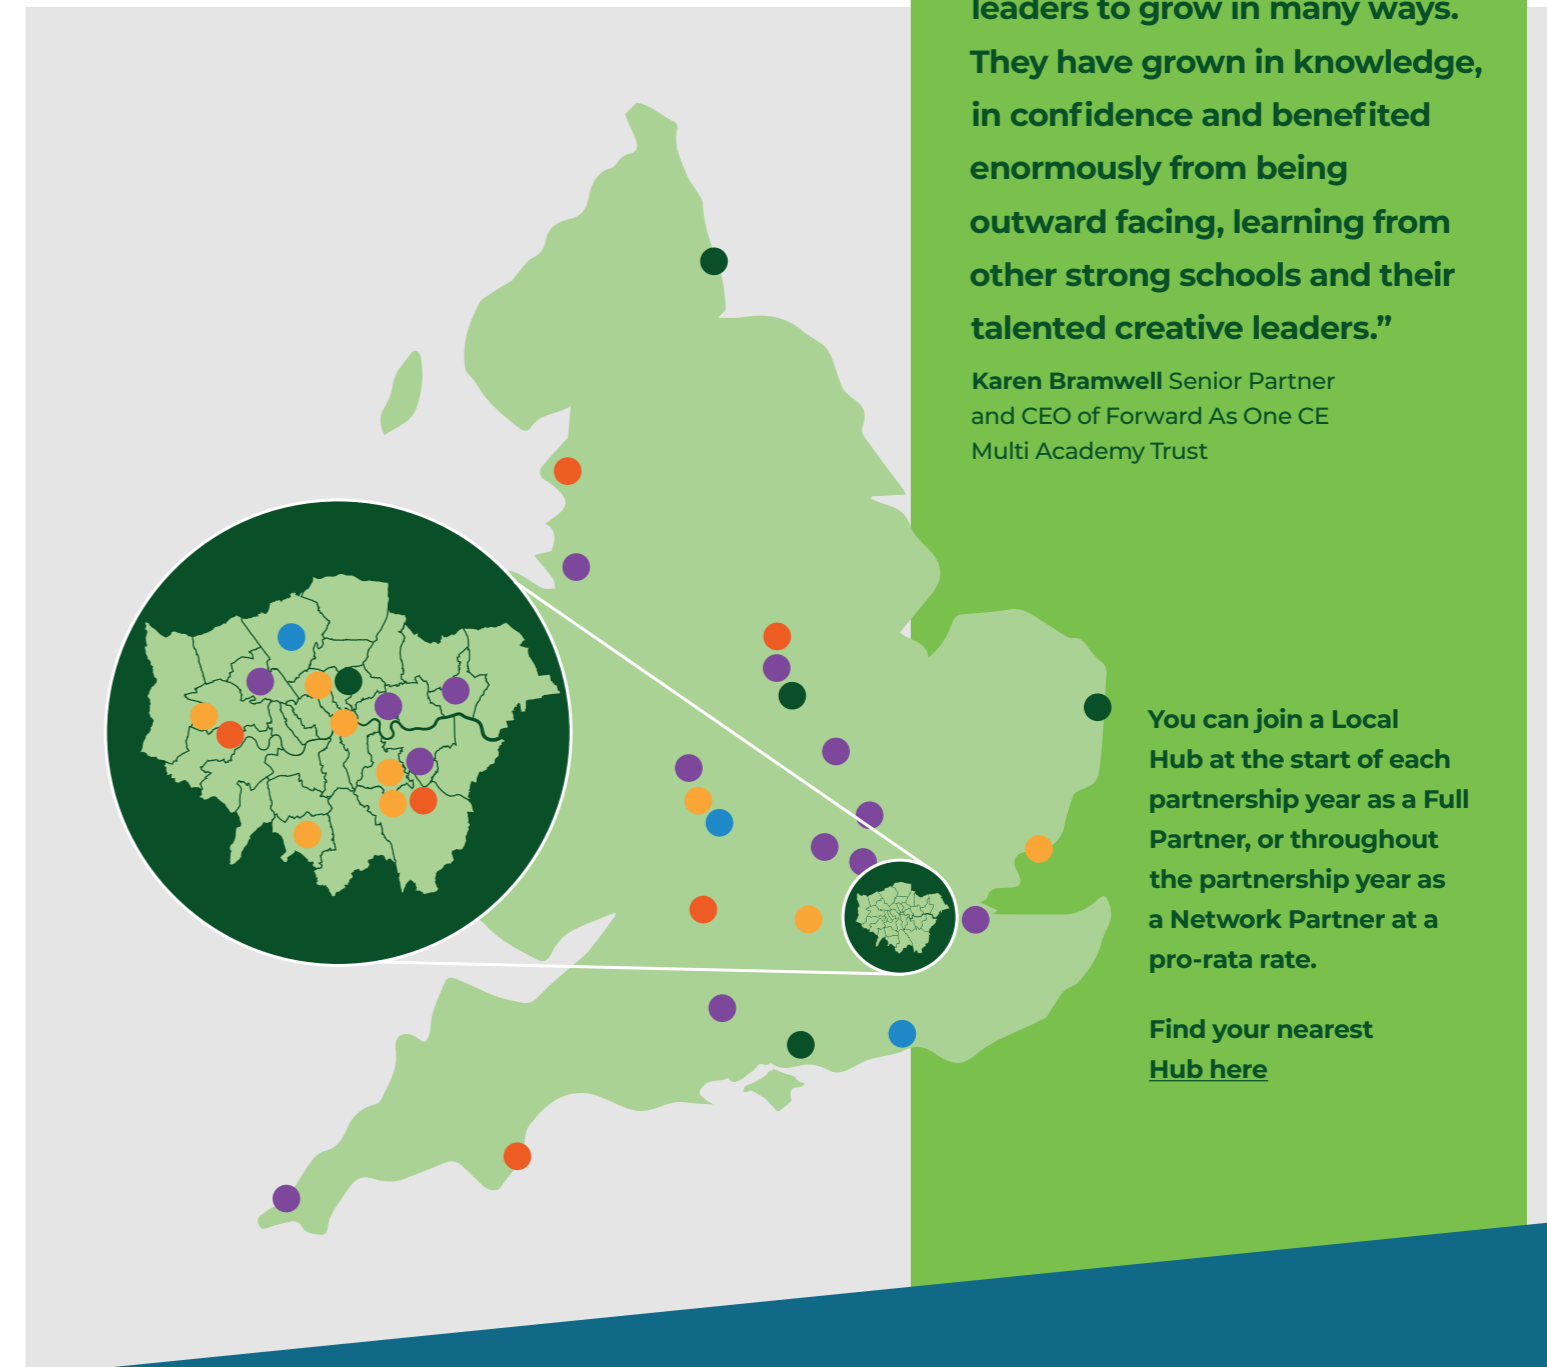 leaders to grow in many ways.
They have grown in knowledge,
in confidence and benefited
enormously from being
outward facing, learning from
other strong schools and their
talented creative leaders.”
Karen Bramwell Senior Partner
and CEO of Forward As One CE
Multi Academy Trust
You can join a Local
Hub at the start of each
partnership year as a Full
Partner, or throughout
the partnership year as
a Network Partner at a
pro-rata rate.
Find your nearest
Hub here